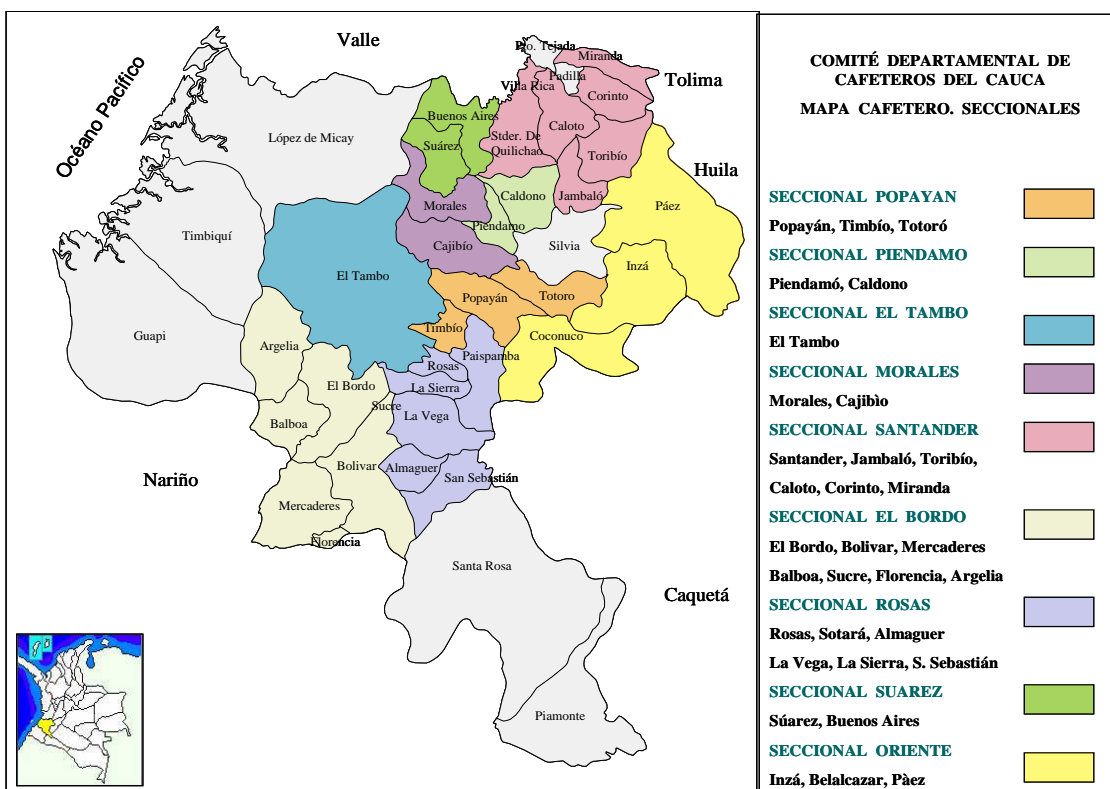 Valle
Océano Pacífico
Pto. Tejada
Miranda
Tolima
Padilla
Villa Rica
Corinto
Buenos Aires
Caloto
López de Micay
Stder. De
Quilichao
Suárez
Toribío
Huila
Jambaló
Caldono
Morales
Páez
Piendamo
Timbiquí
Cajibío
Silvia
Inzá
El Tambo
Popayán
Totoro
Timbío
Guapi
Coconuco
Argelia
Paispamba
Rosas
El Bordo
La Sierra
Sucre
La Vega
Balboa
Bolivar
Almaguer
Nariño
San Sebastián
Mercaderes
Florencia
Santa Rosa
Caquetá
Piamonte
COMITÉ DEPARTAMENTAL DE
CAFETEROS DEL CAUCA
MAPA CAFETERO. SECCIONALES
SECCIONAL POPAYAN
Popayán, Timbío, Totoró
SECCIONAL PIENDAMO
Piendamó, Caldono
SECCIONAL EL TAMBO
El Tambo
SECCIONAL MORALES
Morales, Cajibìo
SECCIONAL SANTANDER
Santander, Jambaló, Toribío,
Caloto, Corinto, Miranda
SECCIONAL EL BORDO
El Bordo, Bolivar, Mercaderes
Balboa, Sucre, Florencia, Argelia
SECCIONAL ROSAS
Rosas, Sotará, Almaguer
La Vega, La Sierra, S. Sebastián
SECCIONAL SUAREZ
Súarez, Buenos Aires
SECCIONAL ORIENTE
Inzá, Belalcazar, Pàez